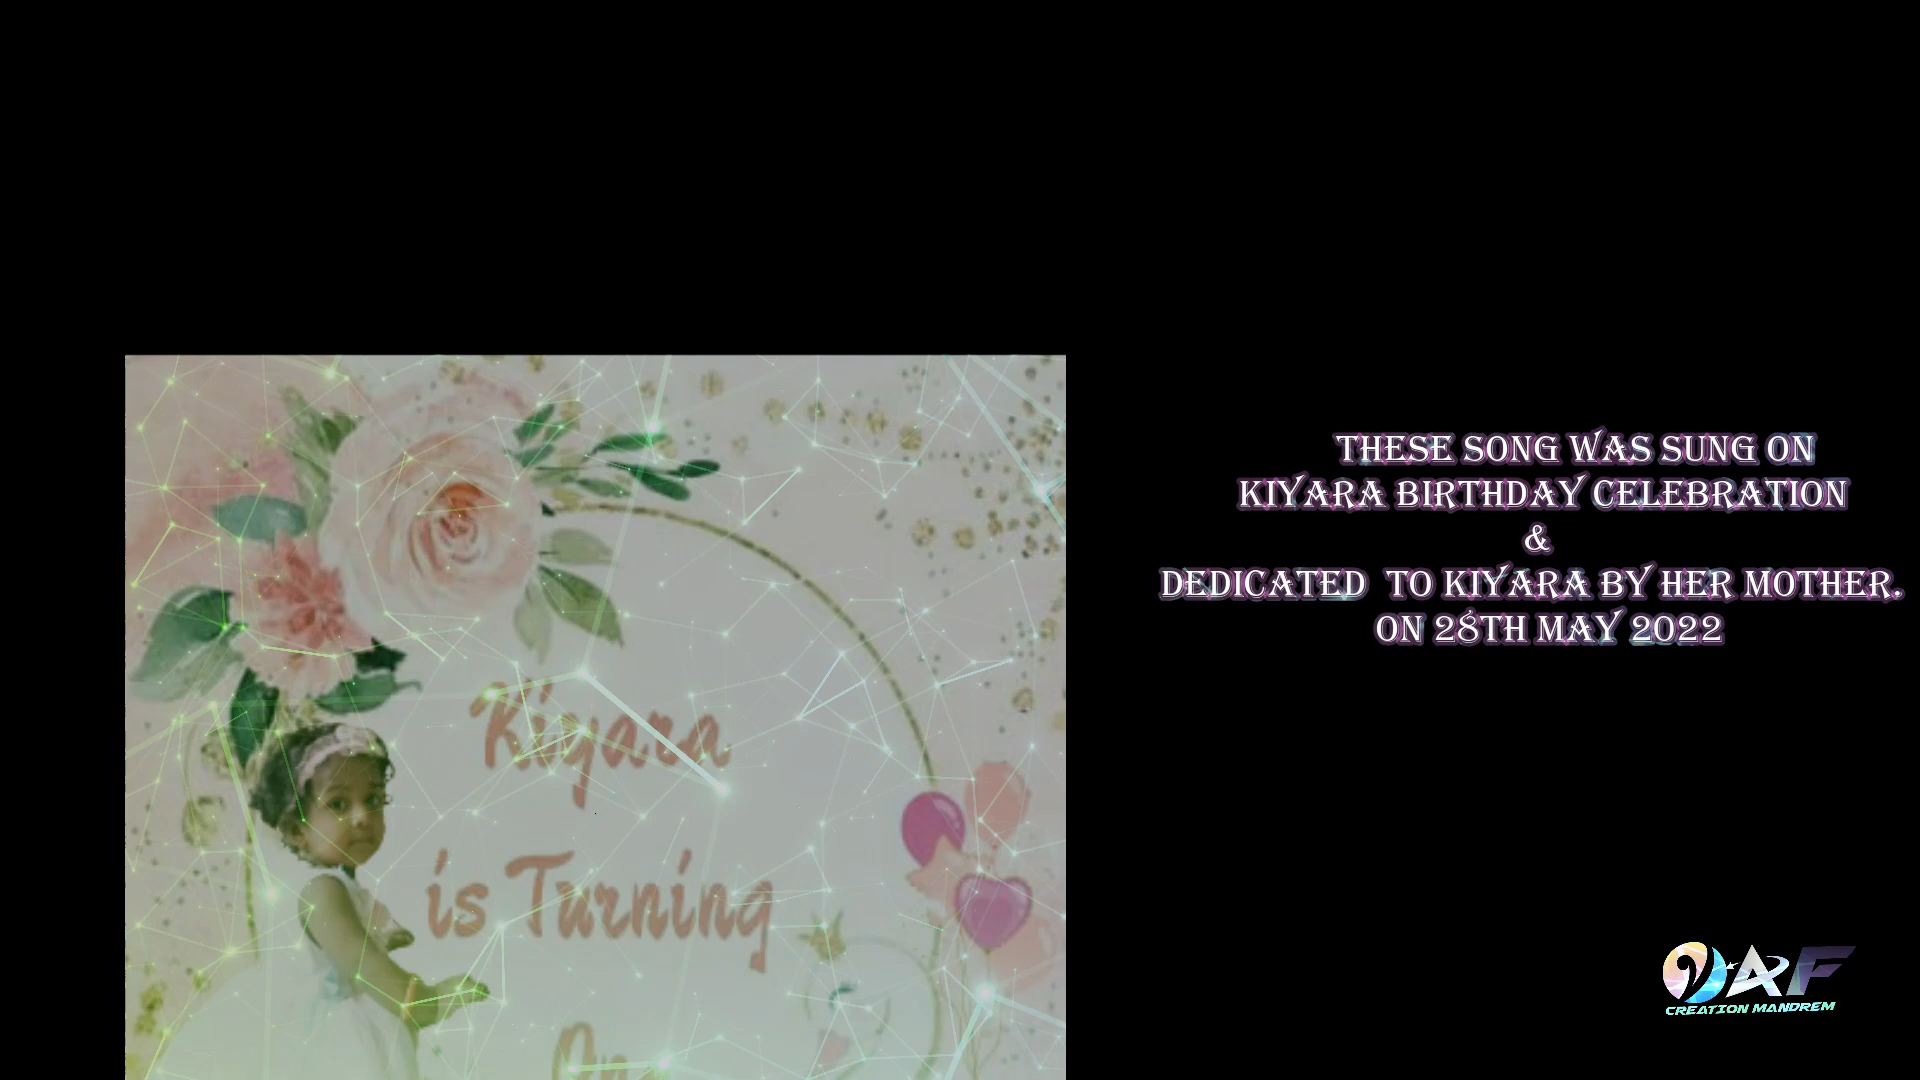 Kiyara
is Turning
THESE SONG WAS SUNG ON
KIYARA BIRTHDAY CELEBRATION
&
DEDICATED TO KIYARA BY HER MOTHER.
ON 28TH MAY 2022
CREATION MANDREM